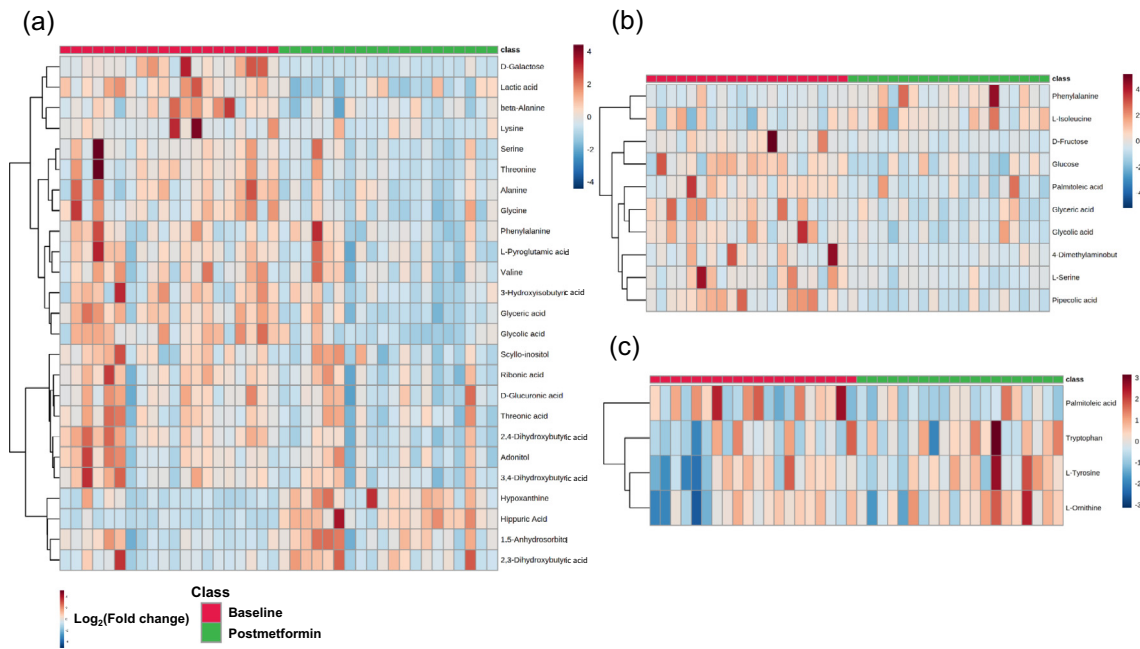 (a)
class
D-Galactose
Lactic acid
beta-Alanine
Lysine
Serine
Threonine
Alanine
Glycine
Phenylalanine
L-Pyroglutamic acid
Valine
3-Hydroxyisobutyric acid
Glyceric acid
Glycolic acid
Scyllo-inositol
Ribonic acid
D-Glucuronic acid
Threonic acid
2,4-Dihydroxybutyric acid
Adonitol
3,4-Dihydroxybutyric acid
Hypoxanthine
Hippuric Acid
1,5-Anhydrosorbitol
2,3-Dihydroxybutyric acid
4
2
0
-2
-4
(b)
class
Phenylalanine
L-Isoleucine
D-Fructose
Glucose
Palmitoleic acid
Glyceric acid
Glycolic acid
4-Dimethylaminobut
L-Serine
Pipecolic acid
4
2
0
-2
-4
(c)
class
Palmitoleic acid
Tryptophan
L-Tyrosine
L-Ornithine
3
2
1
0
-1
-2
-3
Log2(Fold change)
Class
Baseline
Postmetformin